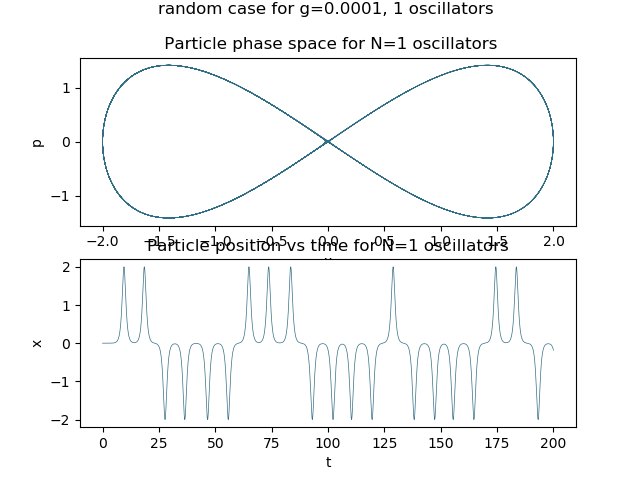 random case for g=0.0001, 1 oscillators
Particle phase space for N=1 oscillators
1
0
−1
p
−2.0 −1.5 −1.0 −0.5 0.0 0.5 1.0 1.5 2.0
Particle position vs time for N=1 oscillators
2
1
0
−1
−2
x
0 25 50 75 100 125 150 175 200
t